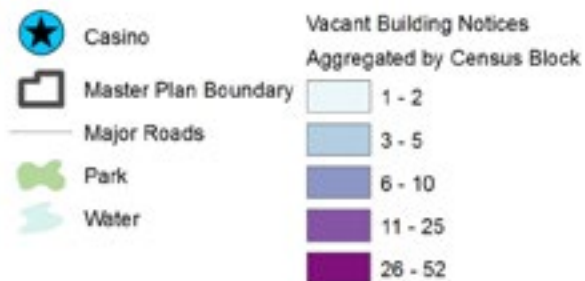 Casino
Master Plan Boundary
Major Roads
Park
Water
Vacant Building Notices
Aggregated by Census Block
1 - 2
3 - 5
6 - 10
11 - 25
26 - 52